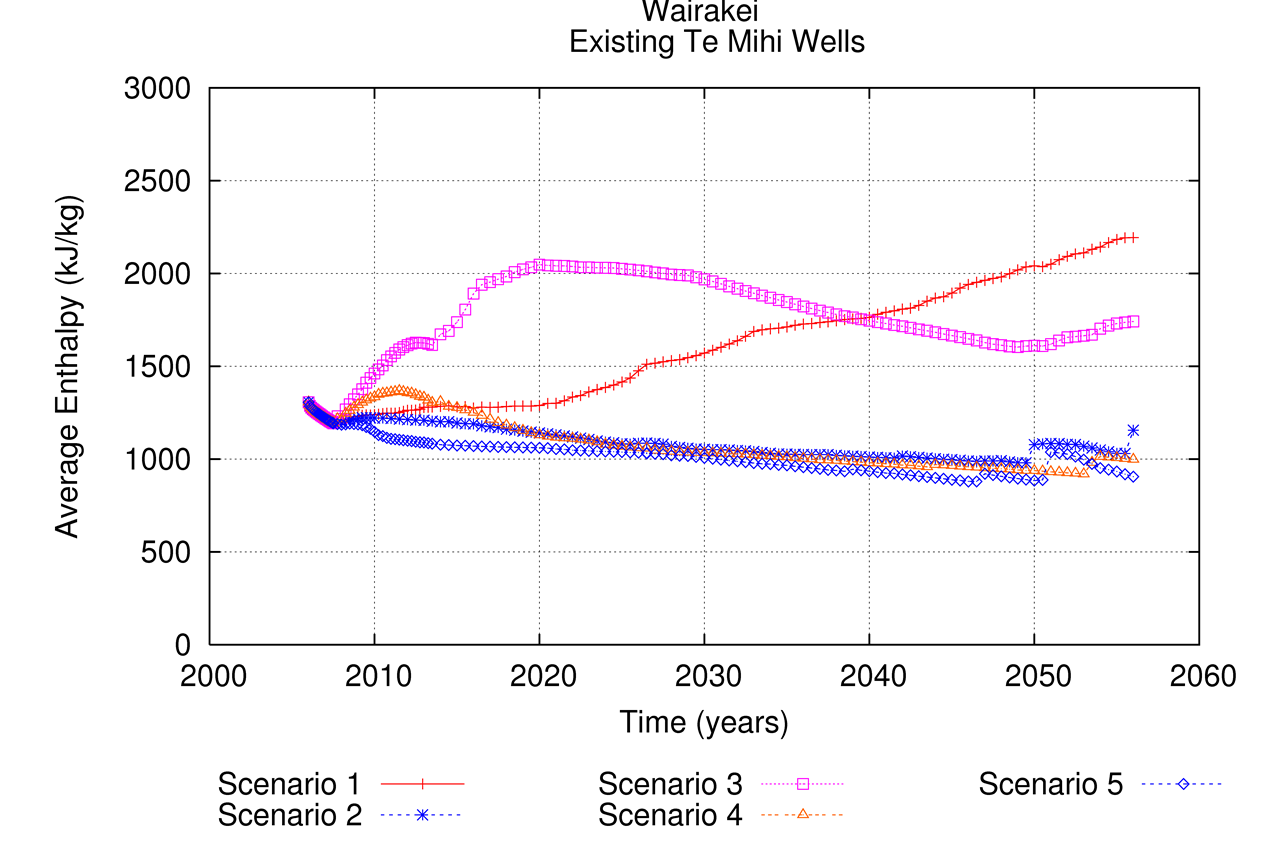 Wairakei
Existing Te Mihi Wells
3000
2500
2000
1500
1000
500
0
Average Enthalpy (kJ/kg)
2000 2010 2020 2030 2040 2050 2060
Time (years)
Scenario 1 Scenario 3 Scenario 5
Scenario 2 Scenario 4